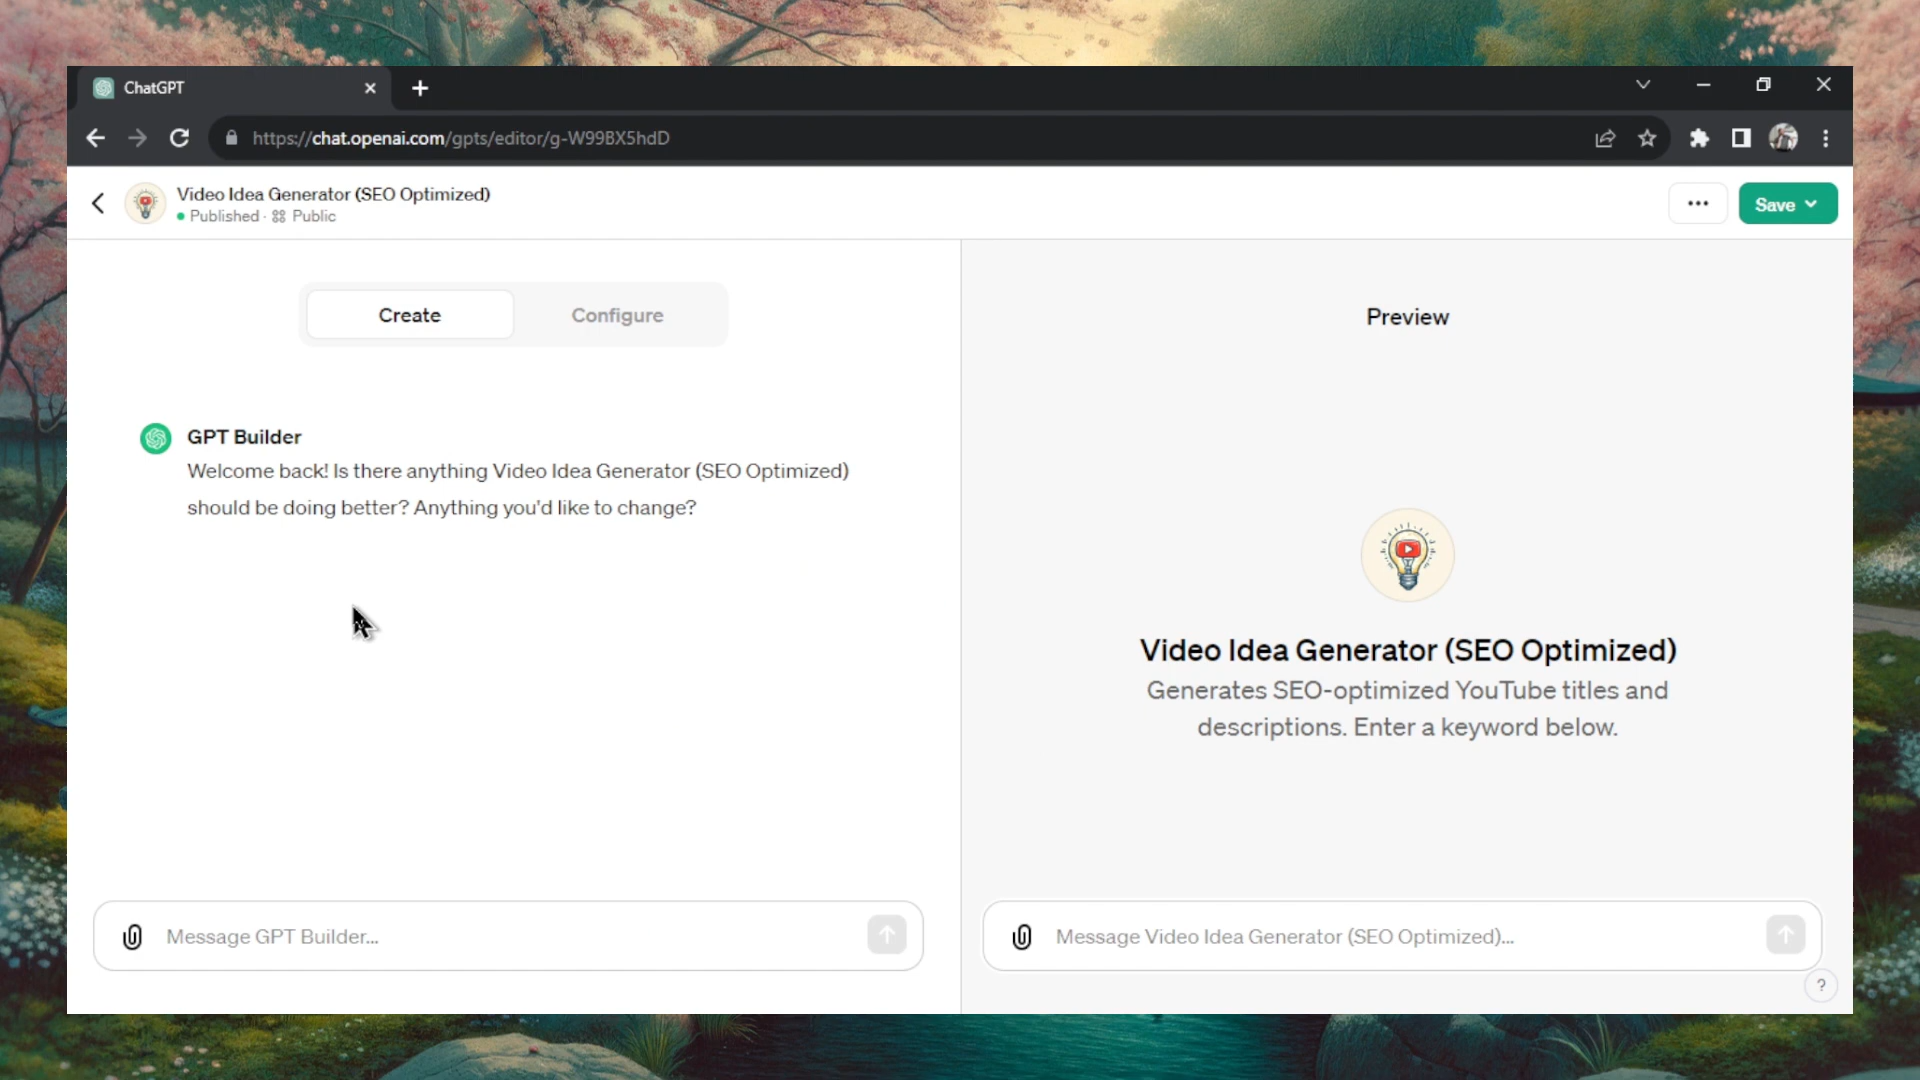 ChatGPT
https://chat.openai.com/gpts/editor/g-W99BX5hdD
Video Idea Generator (SEO Optimized)
Published · Public
Save
Create
Configure
Preview
GPT Builder
Welcome back! Is there anything Video Idea Generator (SEO Optimized)
should be doing better? Anything you'd like to change?
Video Idea Generator (SEO Optimized)
Generates SEO-optimized YouTube titles and
descriptions. Enter a keyword below.
Message GPT Builder...
Message Video Idea Generator (SEO Optimized)...
?